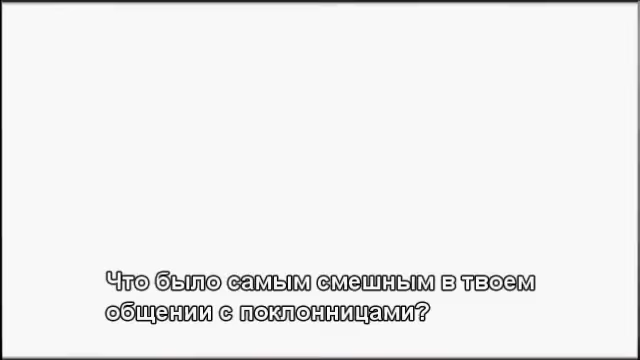 Что было самым смешным в твоем
общении с поклонницами?